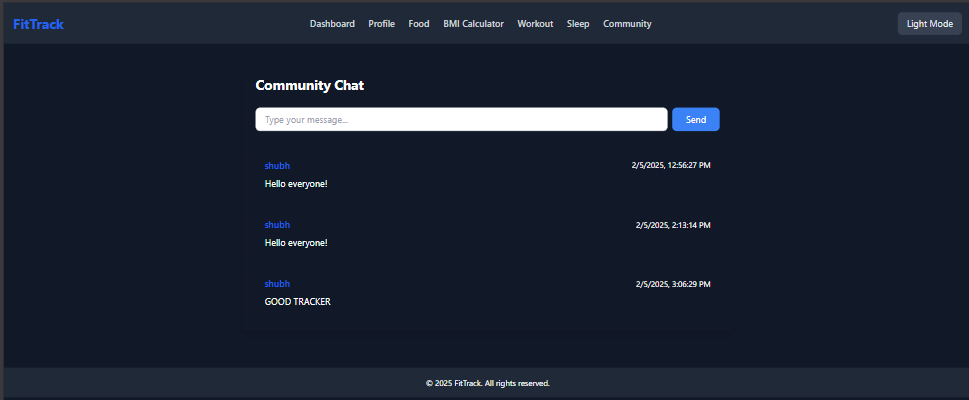 FitTrack Dashboard Profile Food BMI Calculator Workout Sleep Community Light Mode
Community Chat
Type your message... Send
shubh 2/5/2025, 12:56:27 PM
Hello everyone!
shubh 2/5/2025, 2:13:14 PM
Hello everyone!
shubh 2/5/2025, 3:06:29 PM
GOOD TRACKER
© 2025 FitTrack. All rights reserved.